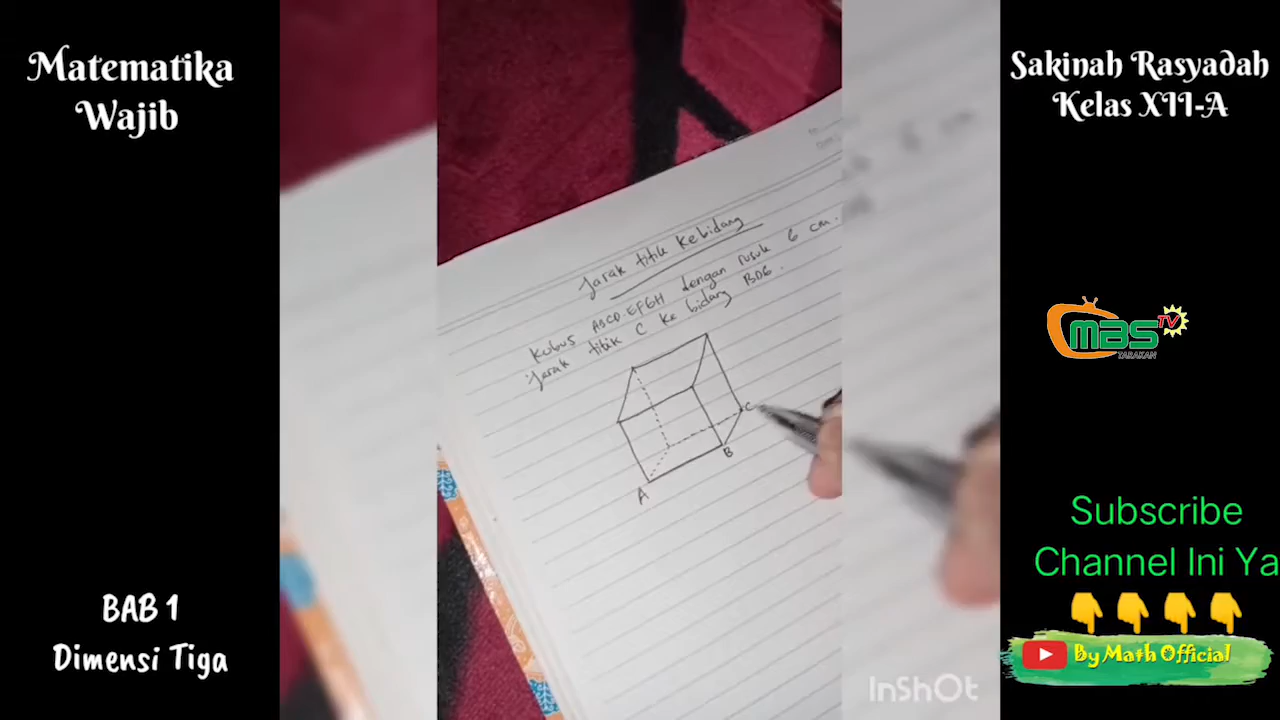 Matematika
Wajib
BAB 1
Dimensi Tiga
Jarak titik Ke bidang
Kubus ABCD.EFGH dengan rusuk 6 cm.
Jarak titik C Ke bidang BDG.
C
B
A
Sakinah Rasyadah
Kelas XII-A
MBS TV
TARAKAN
Subscribe
Channel Ini Ya
By Math Official
InShOt